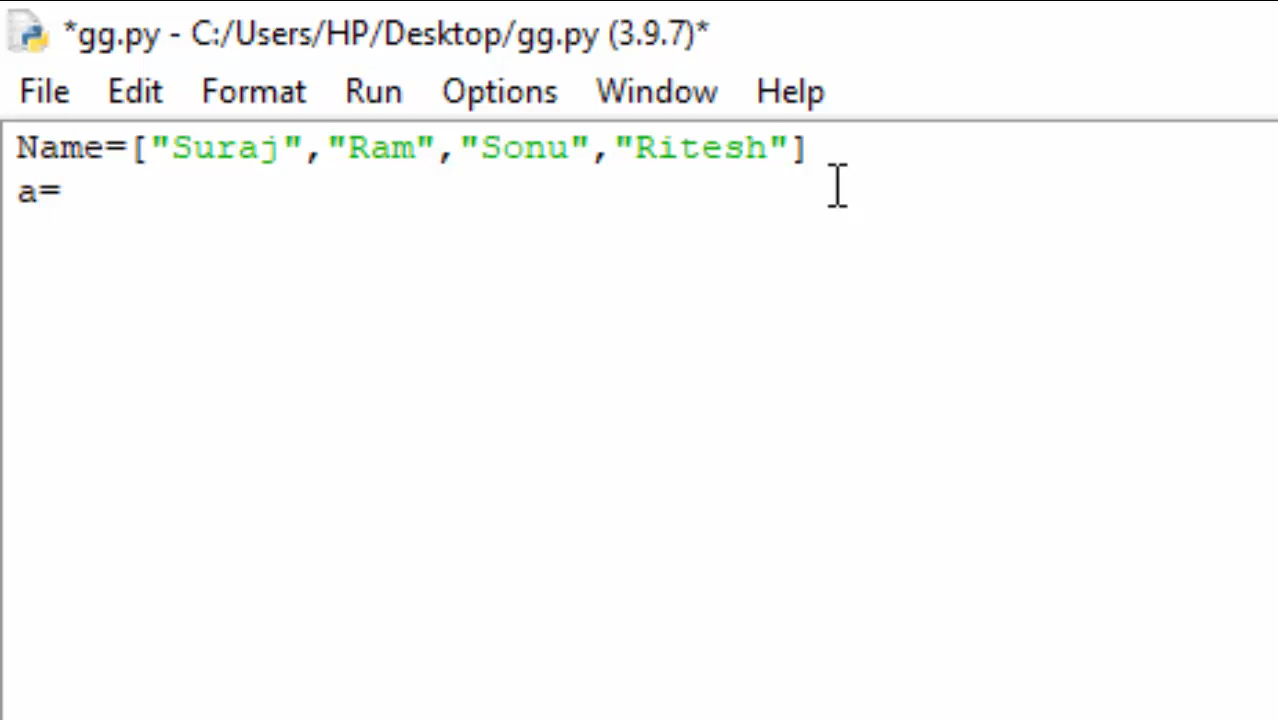 *gg.py - C:/Users/HP/Desktop/gg.py (3.9.7)*
File Edit Format Run Options Window Help
Name=["Suraj","Ram","Sonu","Ritesh"]
a=